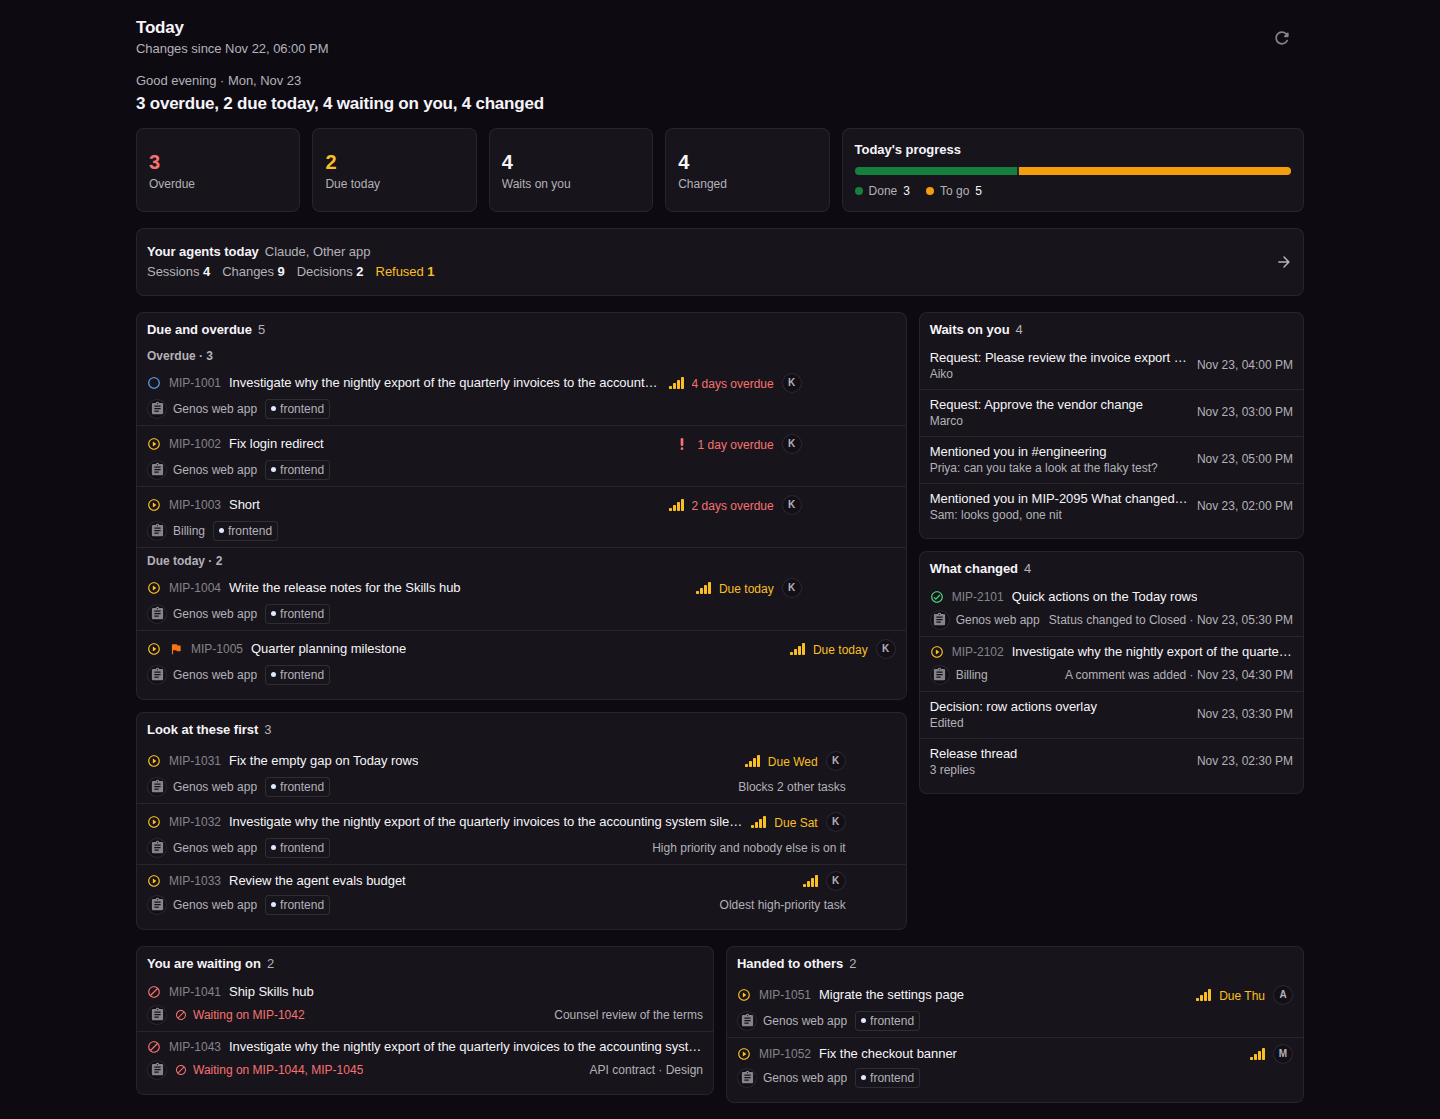 Today
Changes since Nov 22, 06:00 PM
Good evening · Mon, Nov 23
3 overdue, 2 due today, 4 waiting on you, 4 changed
3
Overdue
2
Due today
4
Waits on you
4
Changed
Today's progress
Done 3 To go 5
Your agents today Claude, Other app
Sessions 4 Changes 9 Decisions 2 Refused 1
Due and overdue 5
Overdue · 3
MIP-1001 Investigate why the nightly export of the quarterly invoices to the account… 4 days overdue K
Genos web app frontend
MIP-1002 Fix login redirect 1 day overdue K
Genos web app frontend
MIP-1003 Short 2 days overdue K
Billing frontend
Due today · 2
MIP-1004 Write the release notes for the Skills hub Due today K
Genos web app frontend
MIP-1005 Quarter planning milestone Due today K
Genos web app frontend
Look at these first 3
MIP-1031 Fix the empty gap on Today rows Due Wed K
Genos web app frontend Blocks 2 other tasks
MIP-1032 Investigate why the nightly export of the quarterly invoices to the accounting system sile… Due Sat K
Genos web app frontend High priority and nobody else is on it
MIP-1033 Review the agent evals budget K
Genos web app frontend Oldest high-priority task
Waits on you 4
Request: Please review the invoice export … Nov 23, 04:00 PM
Aiko
Request: Approve the vendor change Nov 23, 03:00 PM
Marco
Mentioned you in #engineering Nov 23, 05:00 PM
Priya: can you take a look at the flaky test?
Mentioned you in MIP-2095 What changed… Nov 23, 02:00 PM
Sam: looks good, one nit
What changed 4
MIP-2101 Quick actions on the Today rows
Genos web app Status changed to Closed · Nov 23, 05:30 PM
MIP-2102 Investigate why the nightly export of the quarte…
Billing A comment was added · Nov 23, 04:30 PM
Decision: row actions overlay Nov 23, 03:30 PM
Edited
Release thread Nov 23, 02:30 PM
3 replies
You are waiting on 2
MIP-1041 Ship Skills hub
Waiting on MIP-1042 Counsel review of the terms
MIP-1043 Investigate why the nightly export of the quarterly invoices to the accounting syst…
Waiting on MIP-1044, MIP-1045 API contract · Design
Handed to others 2
MIP-1051 Migrate the settings page Due Thu A
Genos web app frontend
MIP-1052 Fix the checkout banner M
Genos web app frontend